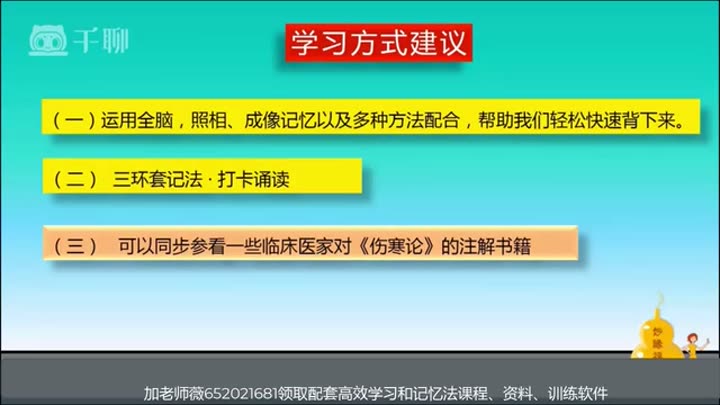 千聊
学习方式建议
（一）运用全脑，照相、成像记忆以及多种方法配合，帮助我们轻松快速背下来。
（二） 三环套记法·打卡诵读
（三） 可以同步参看一些临床医家对《伤寒论》的注解书籍
加老师薇652021681领取配套高效学习和记忆法课程、资料、训练软件